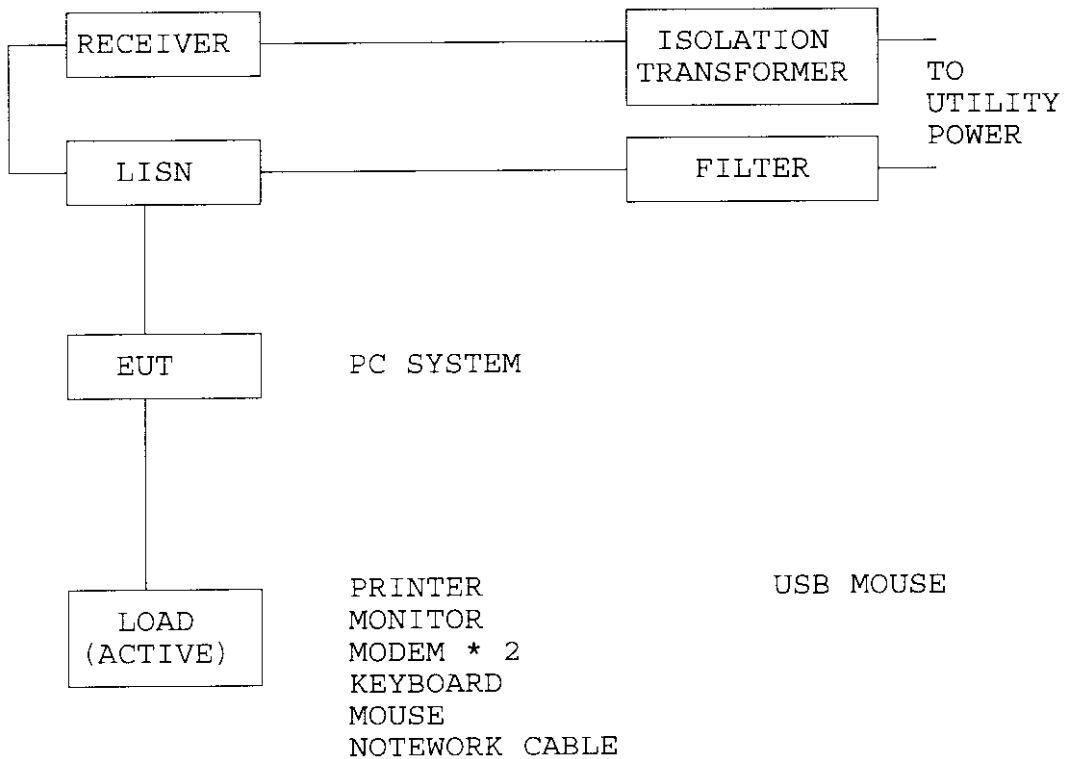 RECEIVER
ISOLATION
TRANSFORMER
TO
UTILITY
POWER
LISN
FILTER
EUT
PC SYSTEM
LOAD
(ACTIVE)
PRINTER
MONITOR
MODEM * 2
KEYBOARD
MOUSE
NOTEWORK CABLE
USB MOUSE